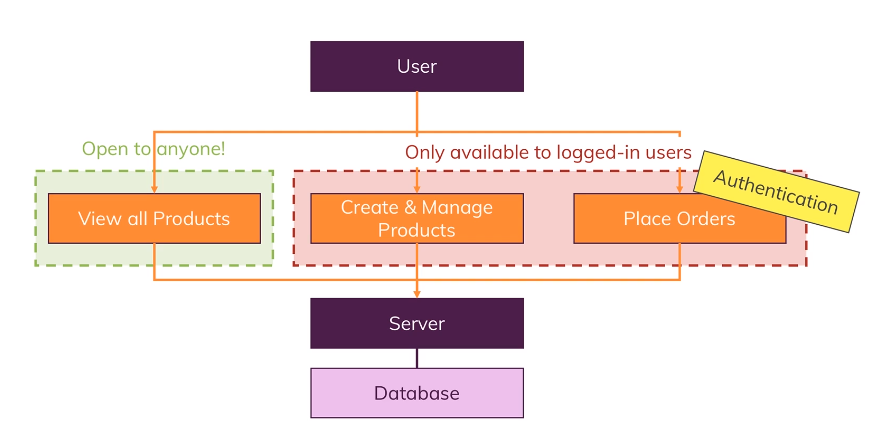 User
Open to anyone!
Only available to logged-in users
Authentication
View all Products
Create & Manage
Products
Place Orders
Server
Database